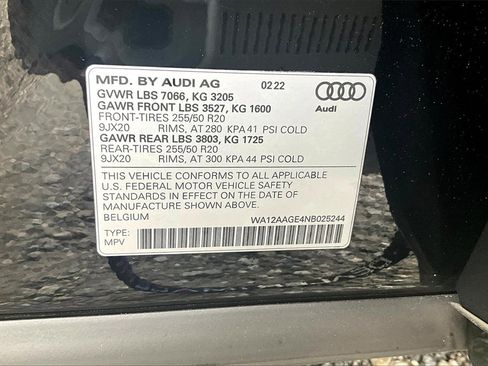 MFD. BY AUDI AG 02⁄22
GVWR LBS 7066, KG 3205
GAWR FRONT LBS 3527, KG 1600
FRONT-TIRES 255/50 R20
9JX20 RIMS, AT 280 KPA 41 PSI COLD
GAWR REAR LBS 3803, KG 1725
REAR-TIRES 255/50 R20
9JX20 RIMS, AT 300 KPA 44 PSI COLD
Audi
THIS VEHICLE CONFORMS TO ALL APPLICABLE
U.S. FEDERAL MOTOR VEHICLE SAFETY
STANDARDS IN EFFECT ON THE DATE OF
MANUFACTURE SHOWN ABOVE.
BELGIUM WA12AAGE4NB025244
TYPE:
MPV